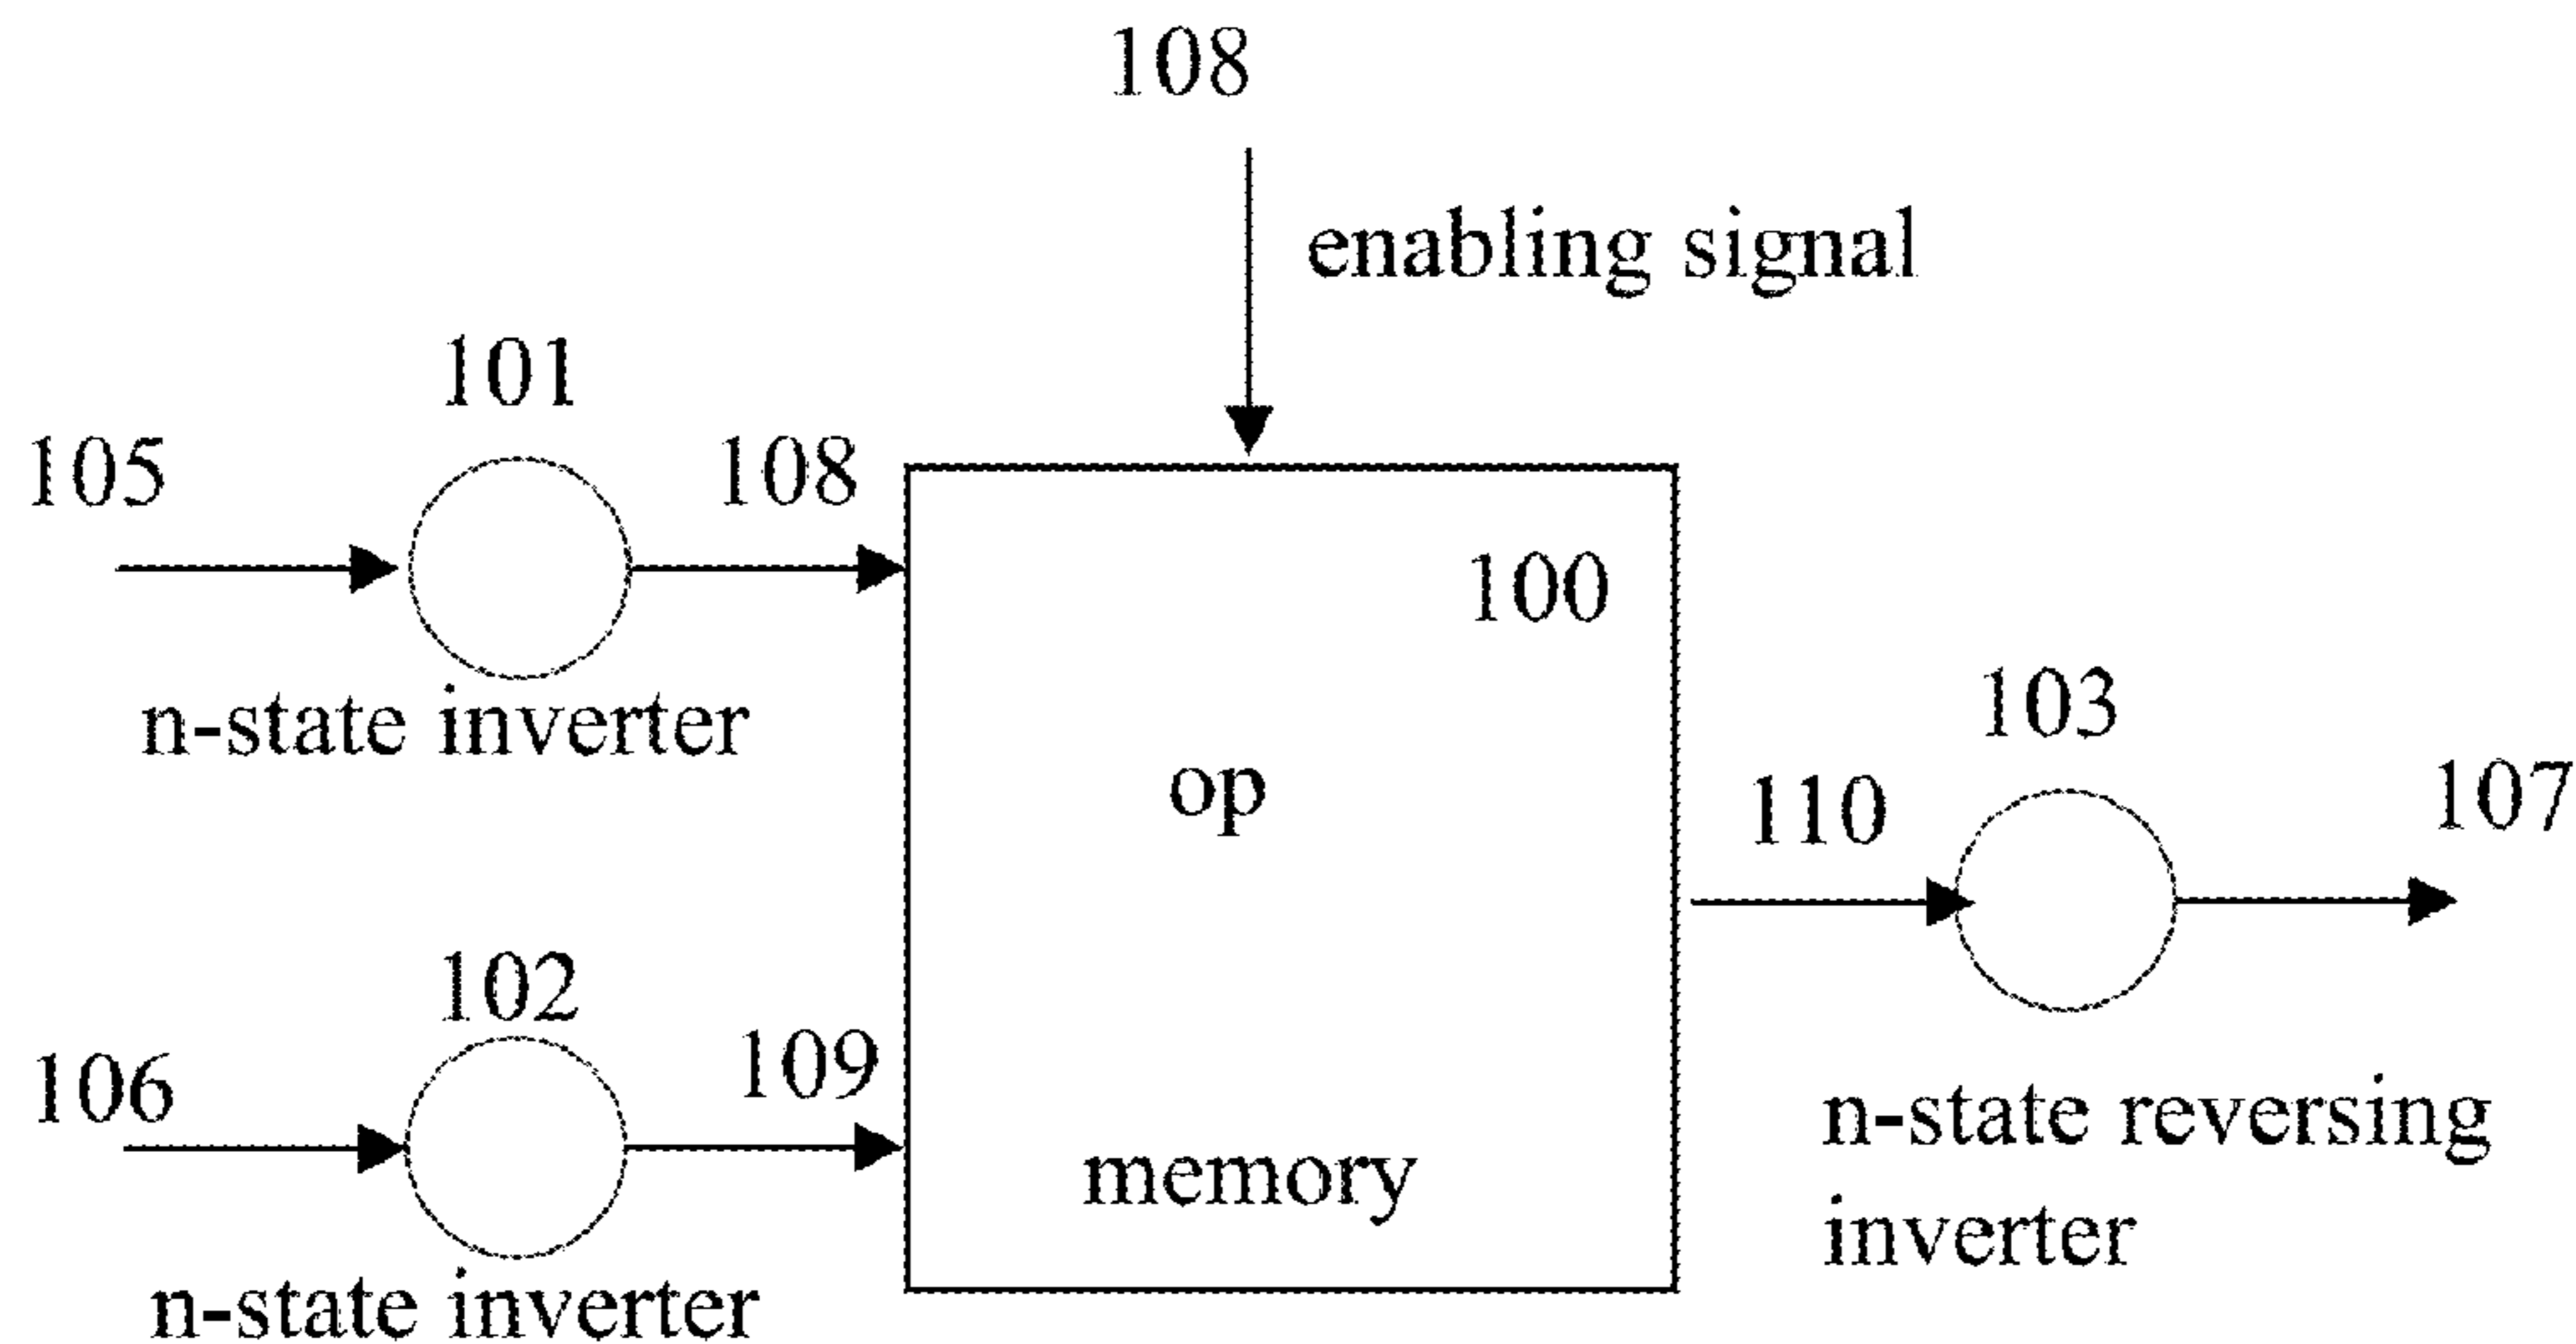 108
enabling signal
101
105
108
n-state inverter
100
op
103
110
107
102
106
109
memory
n-state reversing
inverter
n-state inverter